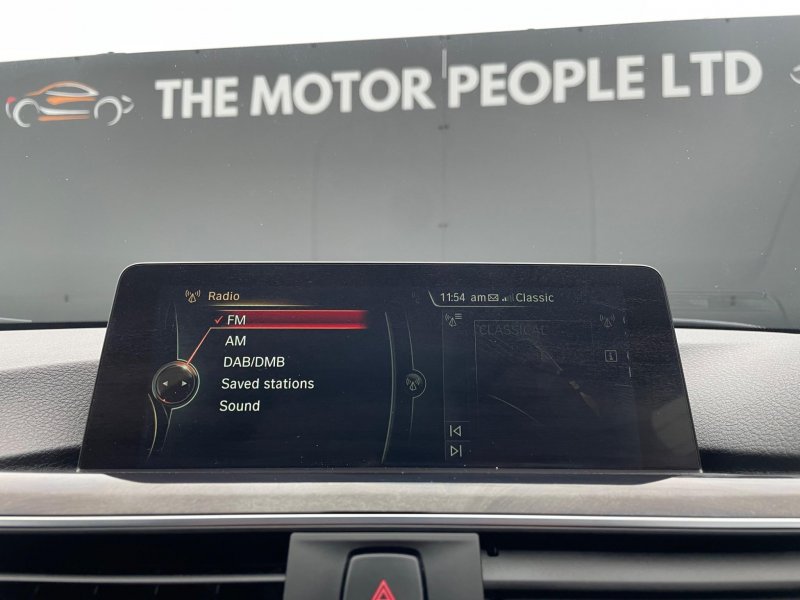 THE MOTOR PEOPLE LTD
Radio
11:54 am Classic
FM
CLASSICAL
AM
DAB/DMB
Saved stations
Sound